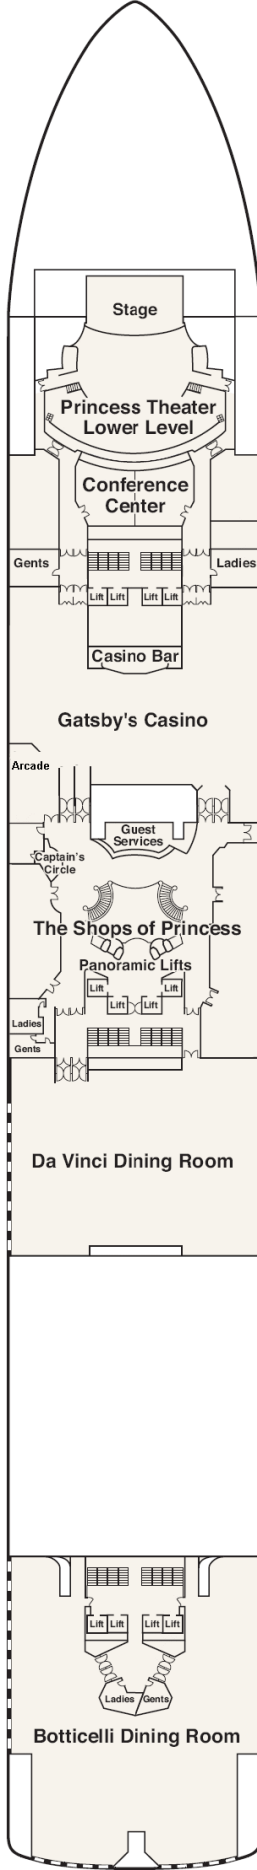 Stage
Princess Theater
Lower Level
Conference
Center
Gents
Ladies
Lift Lift Lift Lift
Casino Bar
Gatsby's Casino
Arcade
Guest
Services
Captain's
Circle
The Shops of Princess
Panoramic Lifts
Lift Lift
Lift Lift
Ladies
Gents
Da Vinci Dining Room
Lift Lift Lift Lift
Ladies Gents
Botticelli Dining Room